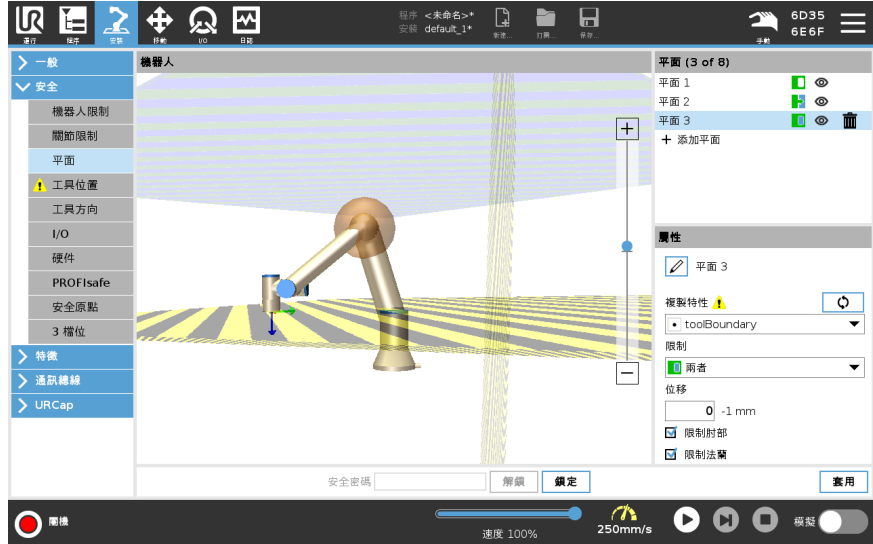 UR
運行
程序
安裝
移動
I/O
日誌
程序 <未命名>*
安裝 default_1*
新建...
打開...
保存...
手動
6D35
6E6F
一般
安全
機器人限制
關節限制
平面
工具位置
工具方向
I/O
硬件
PROFIsafe
安全原點
3 檔位
特徵
通訊總線
URCap
機器人
平面 (3 of 8)
平面 1
平面 2
平面 3
添加平面
屬性
平面 3
複製特性
toolBoundary
限制
兩者
位移
0 -1 mm
限制肘部
限制法蘭
安全密碼
解鎖
鎖定
套用
關機
速度 100%
250mm/s
模擬